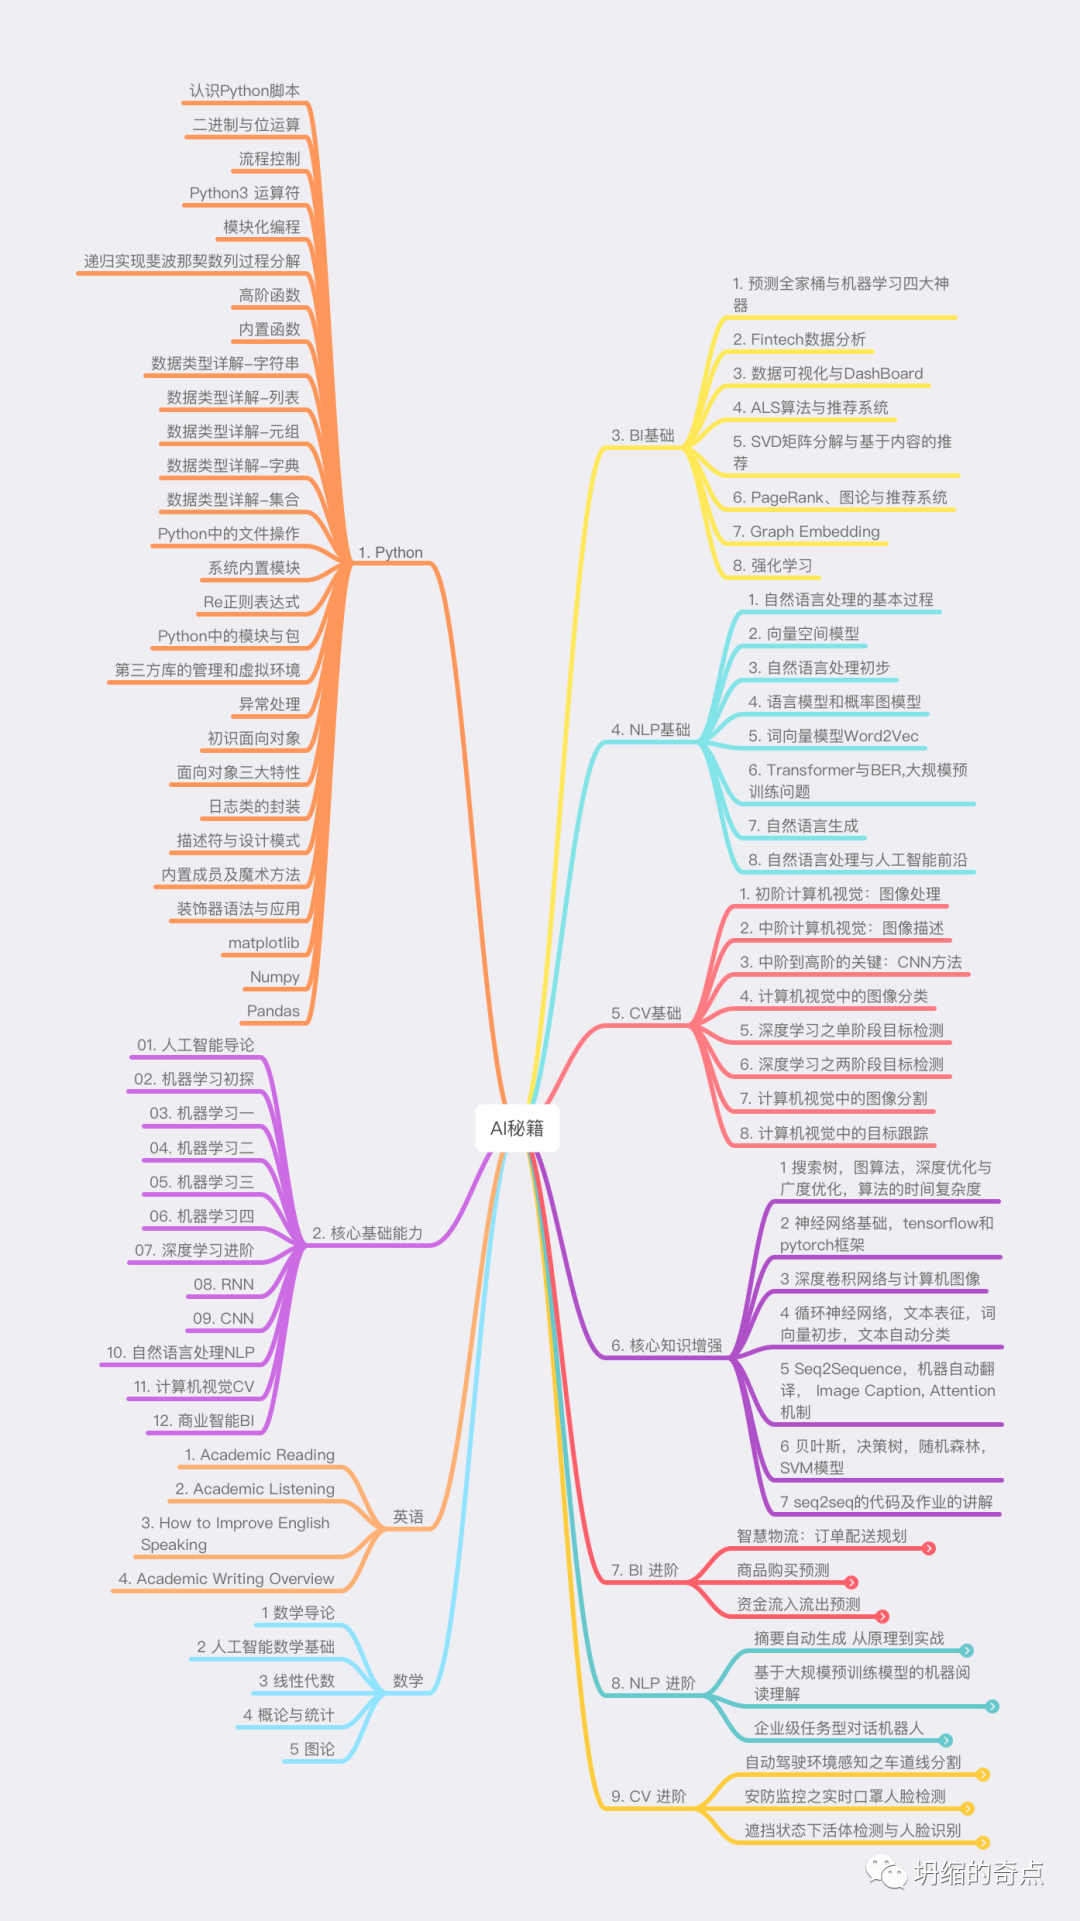 认识Python脚本
二进制与位运算
流程控制
Python3 运算符
模块化编程
递归实现斐波那契数列过程分解
高阶函数
内置函数
数据类型详解-字符串
数据类型详解-列表
数据类型详解-元组
数据类型详解-字典
数据类型详解-集合
Python中的文件操作
系统内置模块
Re正则表达式
Python中的模块与包
第三方库的管理和虚拟环境
异常处理
初识面向对象
面向对象三大特性
日志类的封装
描述符与设计模式
内置成员及魔术方法
装饰器语法与应用
matplotlib
Numpy
Pandas
1. Python
01. 人工智能导论
02. 机器学习初探
03. 机器学习一
04. 机器学习二
05. 机器学习三
06. 机器学习四
07. 深度学习进阶
08. RNN
09. CNN
10. 自然语言处理NLP
11. 计算机视觉CV
12. 商业智能BI
2. 核心基础能力
1. Academic Reading
2. Academic Listening
3. How to Improve English
Speaking
4. Academic Writing Overview
英语
1 数学导论
2 人工智能数学基础
3 线性代数
4 概论与统计
5 图论
数学
AI秘籍
3. BI基础
1. 预测全家桶与机器学习四大神
器
2. Fintech数据分析
3. 数据可视化与DashBoard
4. ALS算法与推荐系统
5. SVD矩阵分解与基于内容的推
荐
6. PageRank、图论与推荐系统
7. Graph Embedding
8. 强化学习
4. NLP基础
1. 自然语言处理的基本过程
2. 向量空间模型
3. 自然语言处理初步
4. 语言模型和概率图模型
5. 词向量模型Word2Vec
6. Transformer与BER,大规模预
训练问题
7. 自然语言生成
8. 自然语言处理与人工智能前沿
5. CV基础
1. 初阶计算机视觉：图像处理
2. 中阶计算机视觉：图像描述
3. 中阶到高阶的关键：CNN方法
4. 计算机视觉中的图像分类
5. 深度学习之单阶段目标检测
6. 深度学习之两阶段目标检测
7. 计算机视觉中的图像分割
8. 计算机视觉中的目标跟踪
6. 核心知识增强
1 搜索树，图算法，深度优化与
广度优化，算法的时间复杂度
2 神经网络基础，tensorflow和
pytorch框架
3 深度卷积网络与计算机图像
4 循环神经网络，文本表征，词
向量初步，文本自动分类
5 Seq2Sequence，机器自动翻
译， Image Caption, Attention
机制
6 贝叶斯，决策树，随机森林，
SVM模型
7 seq2seq的代码及作业的讲解
7. BI 进阶
智慧物流：订单配送规划
商品购买预测
资金流入流出预测
8. NLP 进阶
摘要自动生成 从原理到实战
基于大规模预训练模型的机器阅
读理解
企业级任务型对话机器人
9. CV 进阶
自动驾驶环境感知之车道线分割
安防监控之实时口罩人脸检测
遮挡状态下活体检测与人脸识别
坍缩的奇点